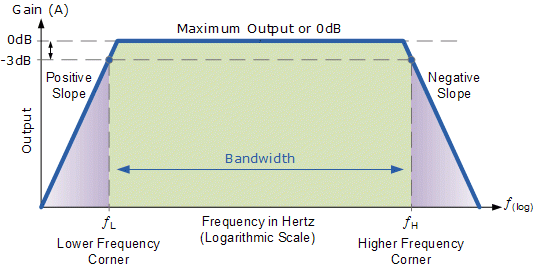 Gain (A)
Maximum Output or 0dB
0dB
-3dB
Positive
Slope
Negative
Slope
Output
Bandwidth
fL
Frequency in Hertz
(Logarithmic Scale)
fH
f(log)
Lower Frequency
Corner
Higher Frequency
Corner